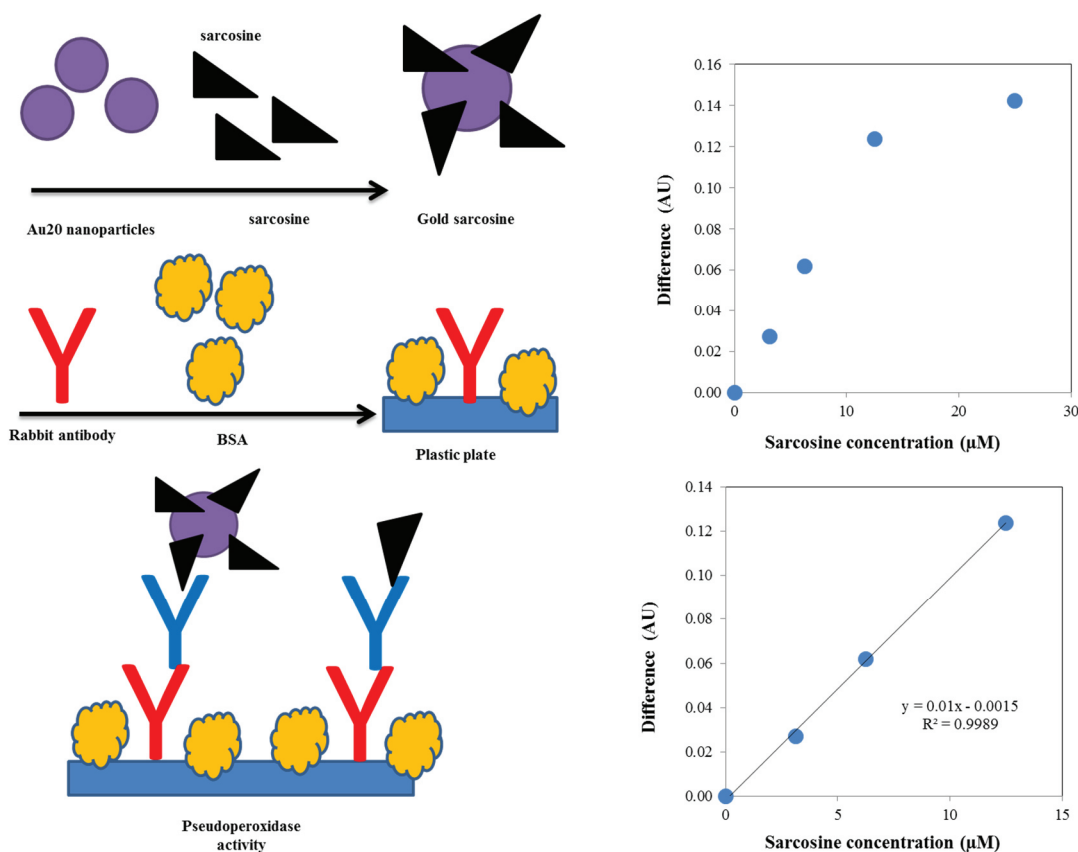 sarcosine
Au20 nanoparticles
sarcosine
Gold sarcosine
Rabbit antibody
BSA
Plastic plate
Pseudoperoxidase
activity
0.16
0.14
0.12
0.10
0.08
0.06
0.04
0.02
0.00
Difference (AU)
0
10
20
30
Sarcosine concentration (µM)
0.14
0.12
0.10
0.08
0.06
0.04
0.02
0.00
Difference (AU)
y = 0.01x - 0.0015
R² = 0.9989
0
5
10
15
Sarcosine concentration (µM)